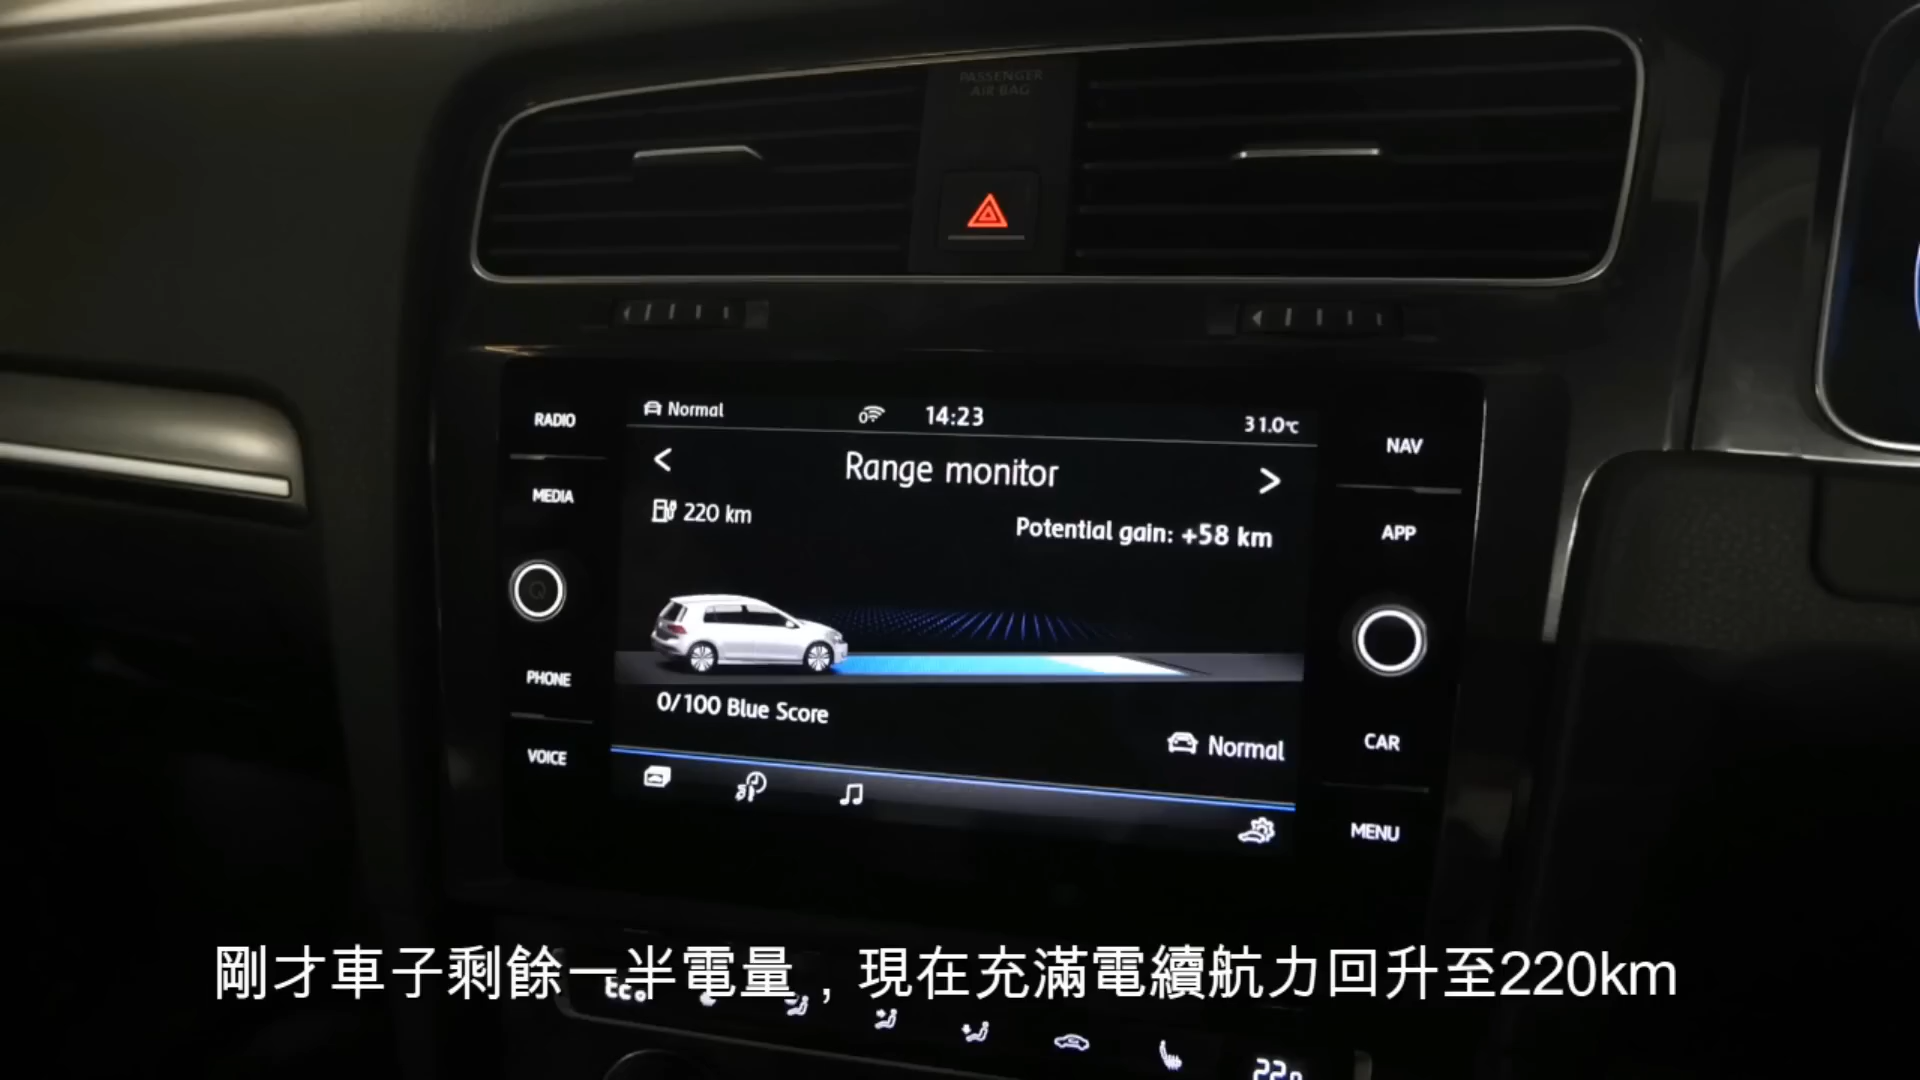 PASSENGER
AIR BAG
RADIO
MEDIA
PHONE
VOICE
Normal
14:23
31.0°C
Range monitor
220 km
Potential gain: +58 km
0/100 Blue Score
Normal
NAV
APP
CAR
MENU
剛才車子剩餘一半電量，現在充滿電續航力回升至220km
22.0